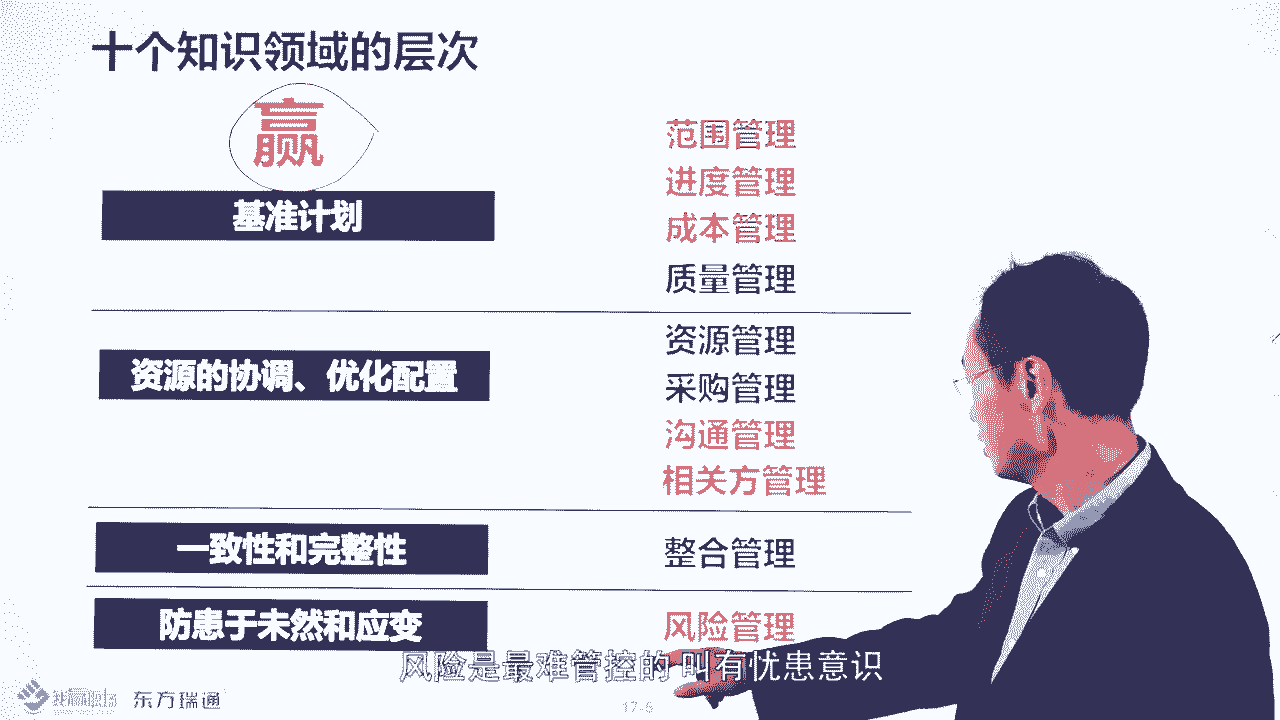 十个知识领域的层次
赢
基准计划
范围管理
进度管理
成本管理
质量管理
资源的协调、优化配置
资源管理
采购管理
沟通管理
相关方管理
一致性和完整性
整合管理
防患于未然和应变
风险管理
风险是最难管控的 叫有忧患意识
东方瑞通
17-5